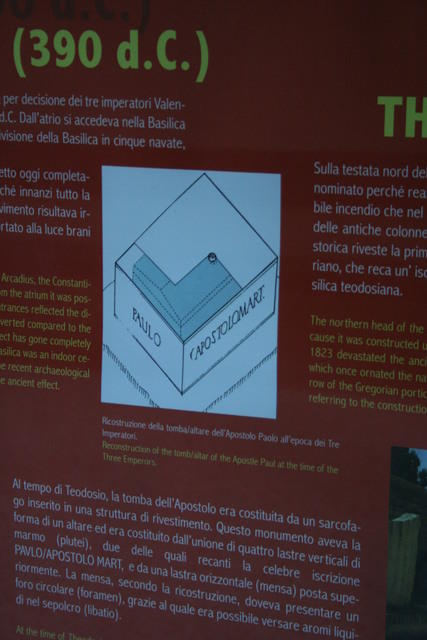 (390 d.C.)
per decisione dei tre imperatori Valen-
d.C. Dall'atrio si accedeva nella Basilica
ivisione della Basilica in cinque navate,
etto oggi completa-
ché innanzi tutto la
vimento risultava ir-
rtato alla luce brani
Arcadius, the Constanti-
om the atrium it was pos-
ntrances reflected the di-
verted compared to the
ect has gone completely
asilica was an indoor ce-
e recent archaeological
e ancient effect.
PAULO
APOSTOLOMART.
Ricostruzione della tomba/altare dell'Apostolo Paolo all'epoca dei Tre
Imperatori.
Reconstruction of the tomb/altar of the Apostle Paul at the time of the
Three Emperors.
Al tempo di Teodosio, la tomba dell'Apostolo era costituita da un sarcofa-
go inserito in una struttura di rivestimento. Questo monumento aveva la
forma di un altare ed era costituito dall'unione di quattro lastre verticali di
marmo (plutei), due delle quali recanti la celebre iscrizione
PAVLO/APOSTOLO MART, e da una lastra orizzontale (mensa) posta supe-
riormente. La mensa, secondo la ricostruzione, doveva presentare un
foro circolare (foramen), grazie al quale era possibile versare aromi liqui-
di nel sepolcro (libatio).
At the time of
TH
Sulla testata nord de
nominato perché rea
bile incendio che nel
delle antiche colonne
storica riveste la prim
riano, che reca un' isc
silica teodosiana.
The northern head of the
cause it was constructed u
1823 devastated the anci
which once ornated the na
row of the Gregorian portic
referring to the constructio